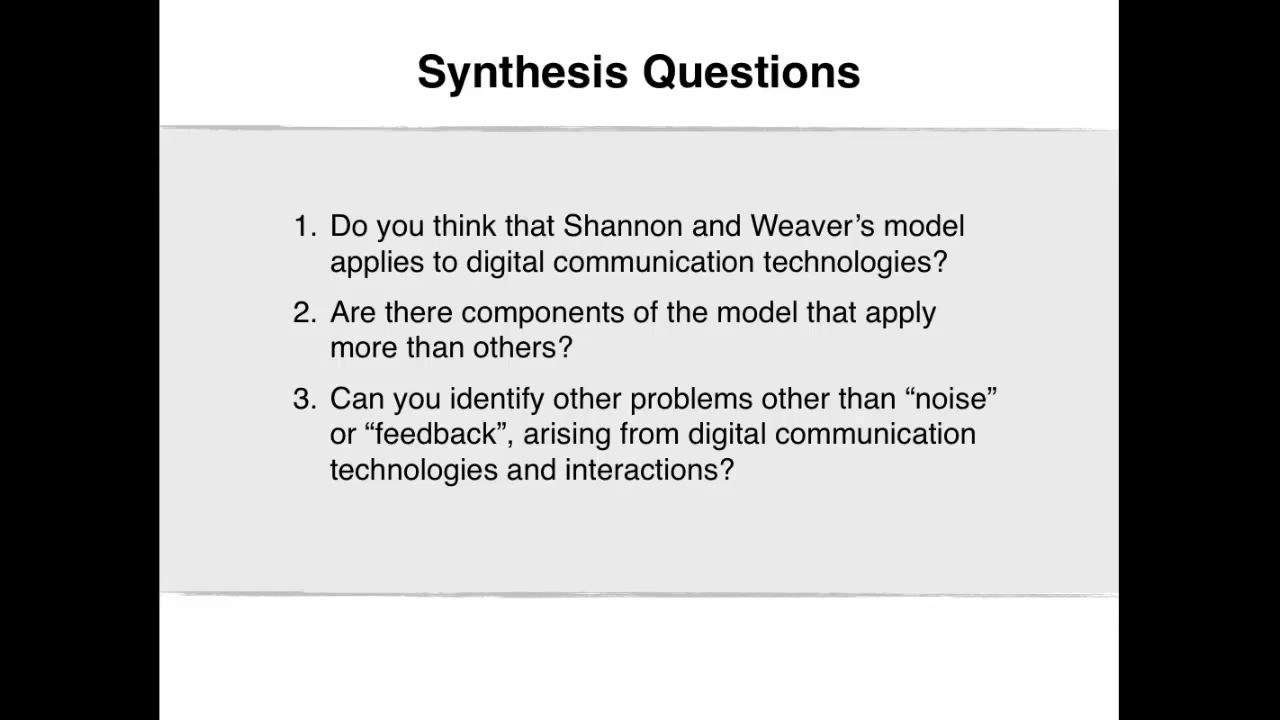 Synthesis Questions
1. Do you think that Shannon and Weaver’s model
applies to digital communication technologies?
2. Are there components of the model that apply
more than others?
3. Can you identify other problems other than “noise”
or “feedback”, arising from digital communication
technologies and interactions?